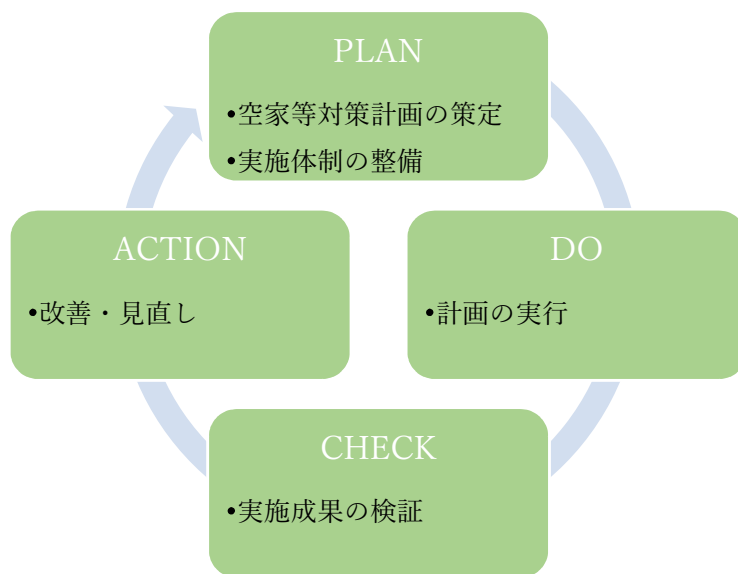 PLAN
•空家等対策計画の策定
•実施体制の整備
DO
•計画の実行
CHECK
•実施成果の検証
ACTION
•改善・見直し